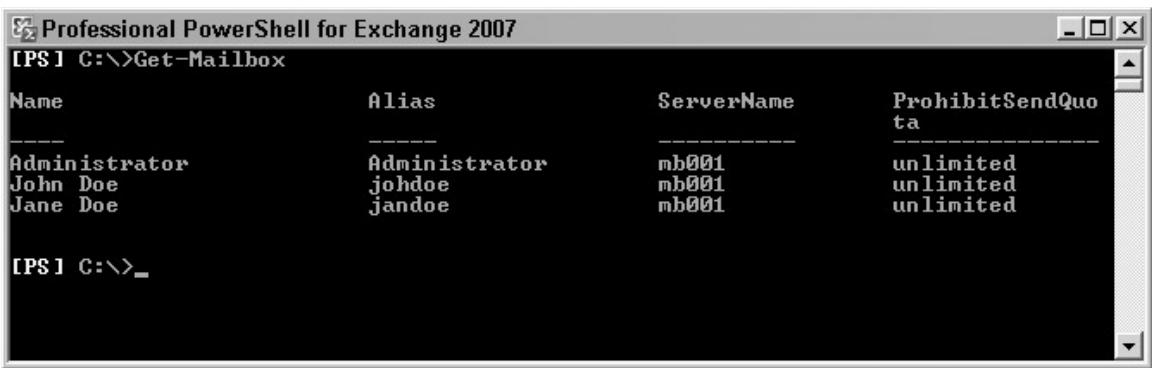 Professional PowerShell for Exchange 2007
[PS] C:\>Get-Mailbox
Name Alias ServerName ProhibitSendQuo
ta
---- ----- ---------- ---------------
Administrator Administrator mb001 unlimited
John Doe johdoe mb001 unlimited
Jane Doe jandoe mb001 unlimited
[PS] C:\>_